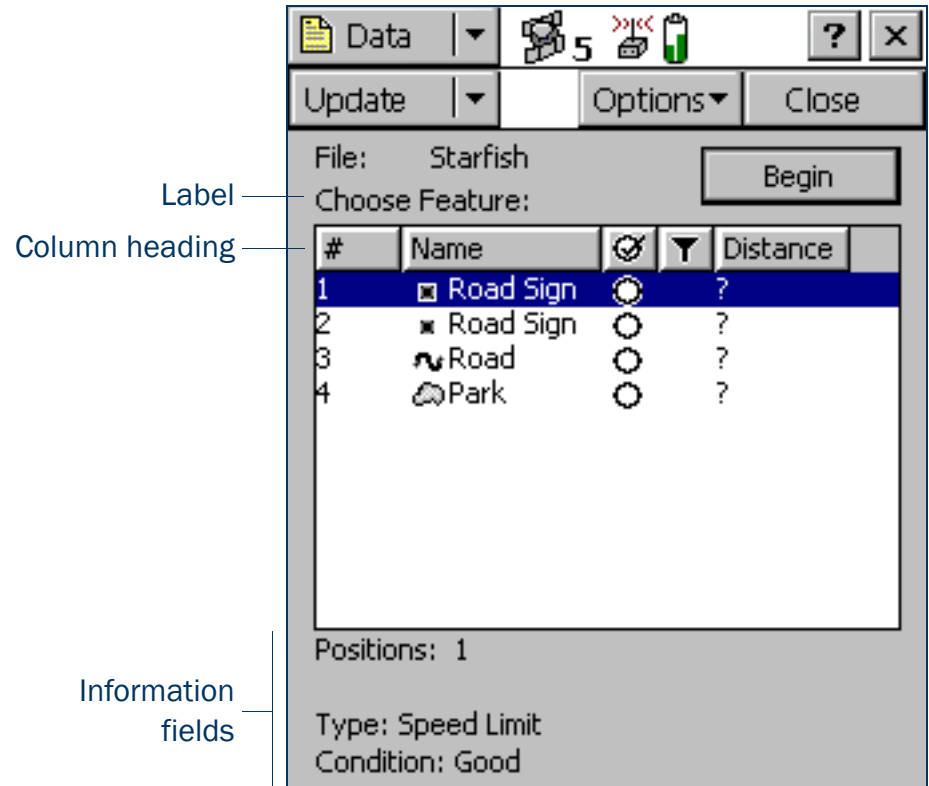 Data 5 ? ×
Update Options Close
File: Starfish
Begin
Label
Choose Feature:
Column heading
# Name Distance
1 Road Sign ?
2 Road Sign ?
3 Road ?
4 Park ?
Positions: 1
Information
fields
Type: Speed Limit
Condition: Good